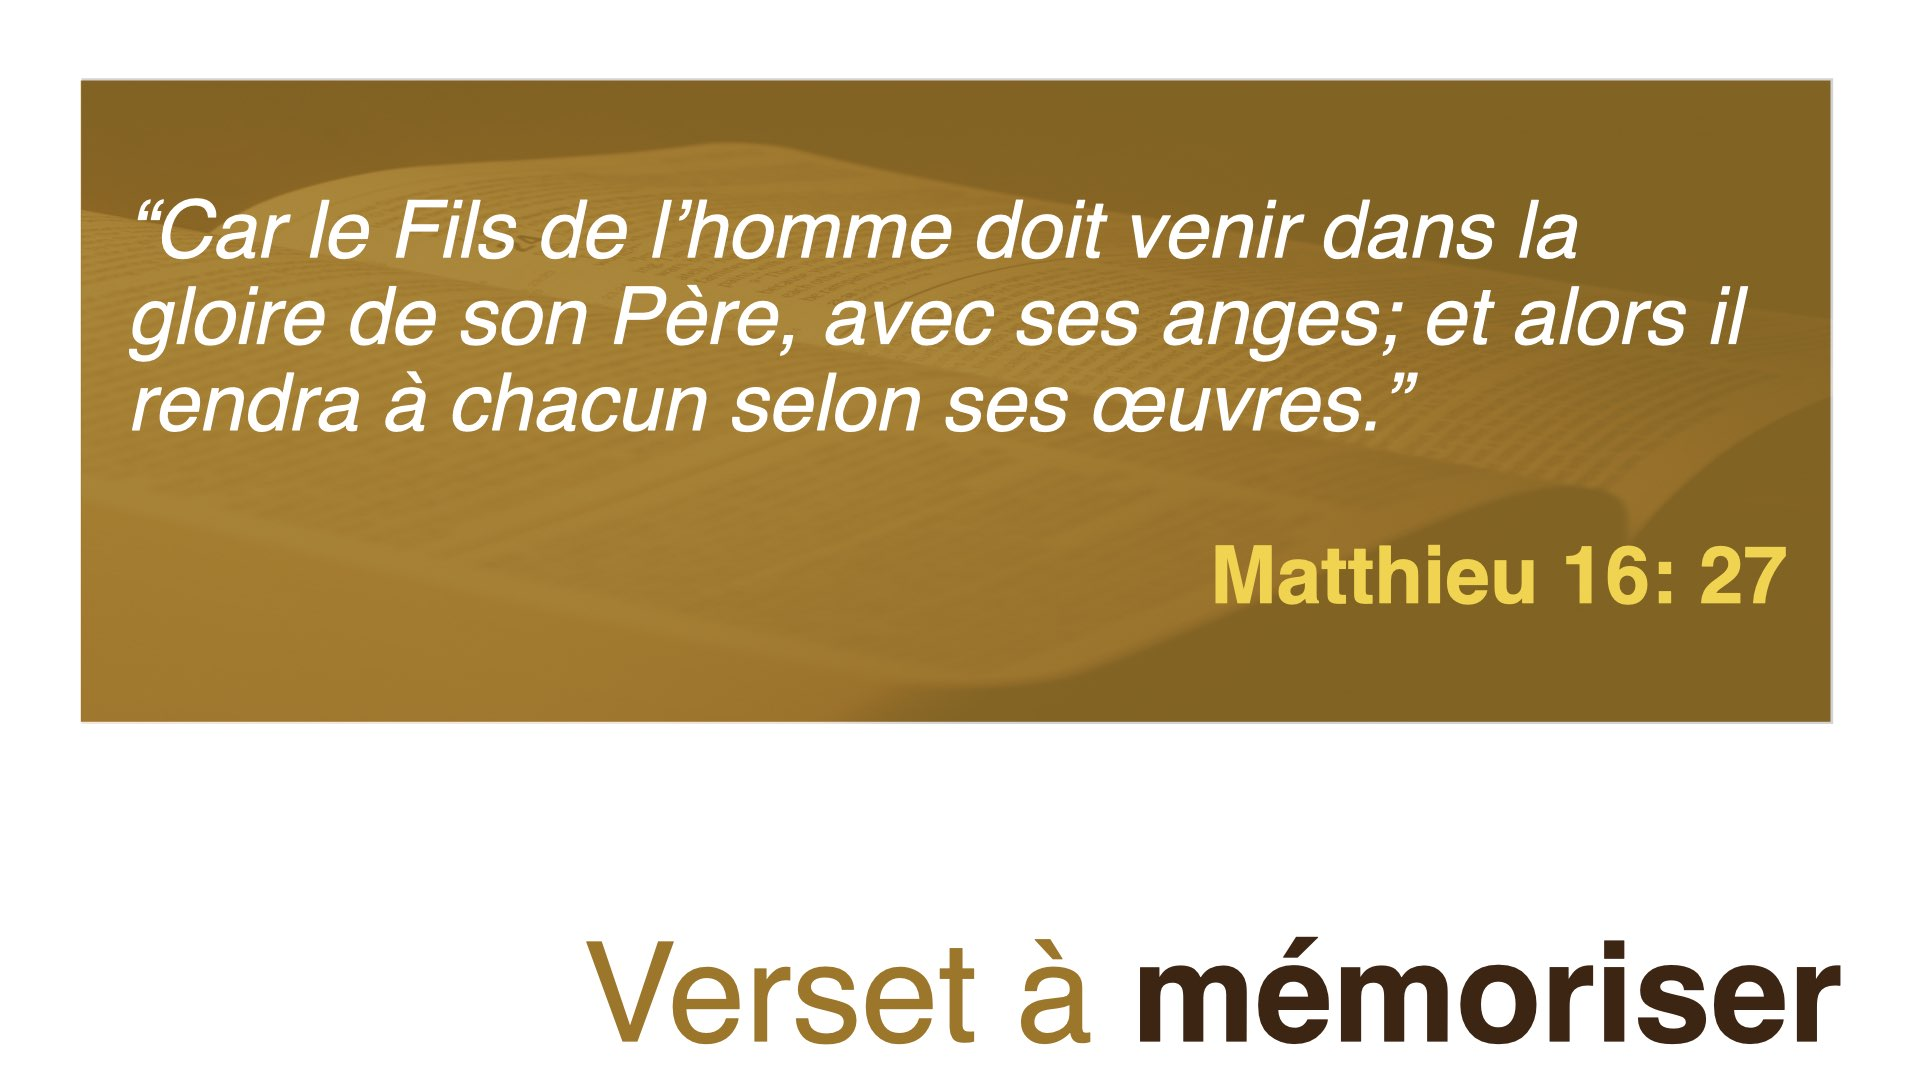 “Car le Fils de l’homme doit venir dans la
gloire de son Père, avec ses anges; et alors il
rendra à chacun selon ses œuvres.”
Matthieu 16: 27
Verset à mémoriser